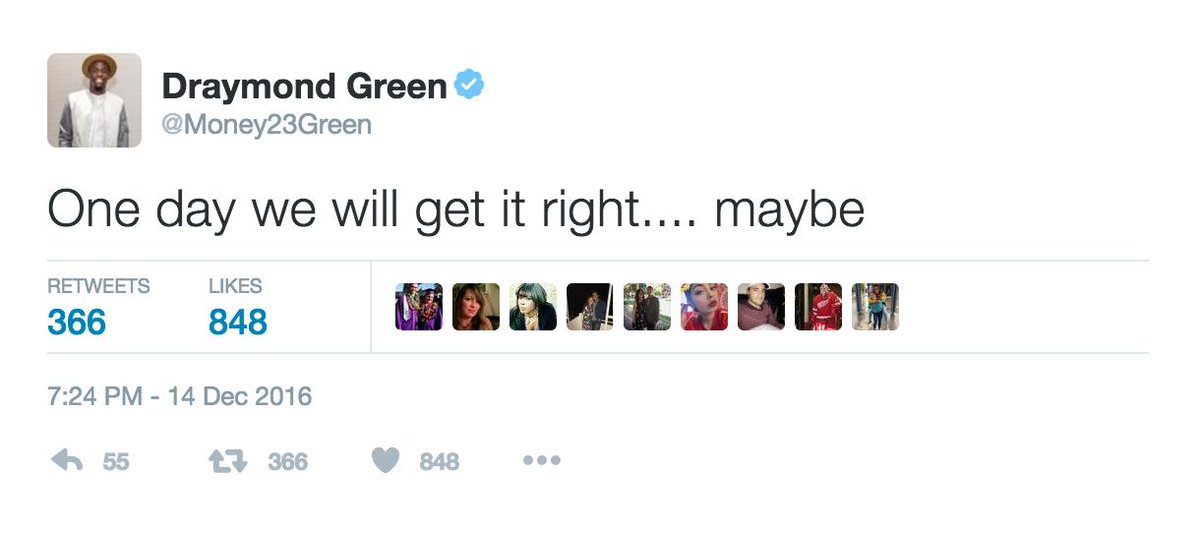 Draymond Green
@Money23Green
One day we will get it right.... maybe
RETWEETS LIKES
366 848
7:24 PM - 14 Dec 2016
55 366 848